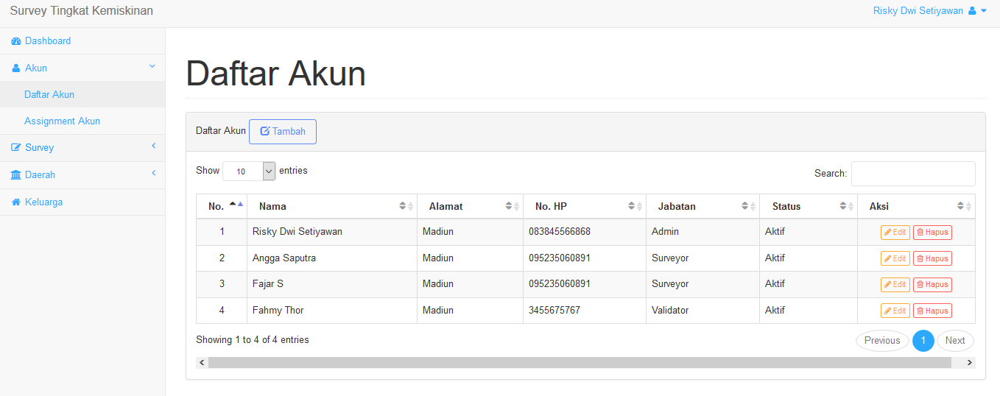 Survey Tingkat Kemiskinan
Risky Dwi Setiyawan
Dashboard
Akun
Daftar Akun
Assignment Akun
Survey
Daerah
Keluarga
Daftar Akun
Daftar Akun Tambah
Show 10 entries
Search:
No. Nama Alamat No. HP Jabatan Status Aksi
1 Risky Dwi Setiyawan Madiun 083845566868 Admin Aktif Edit Hapus
2 Angga Saputra Madiun 095235060891 Surveyor Aktif Edit Hapus
3 Fajar S Madiun 095235060891 Surveyor Aktif Edit Hapus
4 Fahmy Thor Madiun 3455675767 Validator Aktif Edit Hapus
Showing 1 to 4 of 4 entries
Previous 1 Next